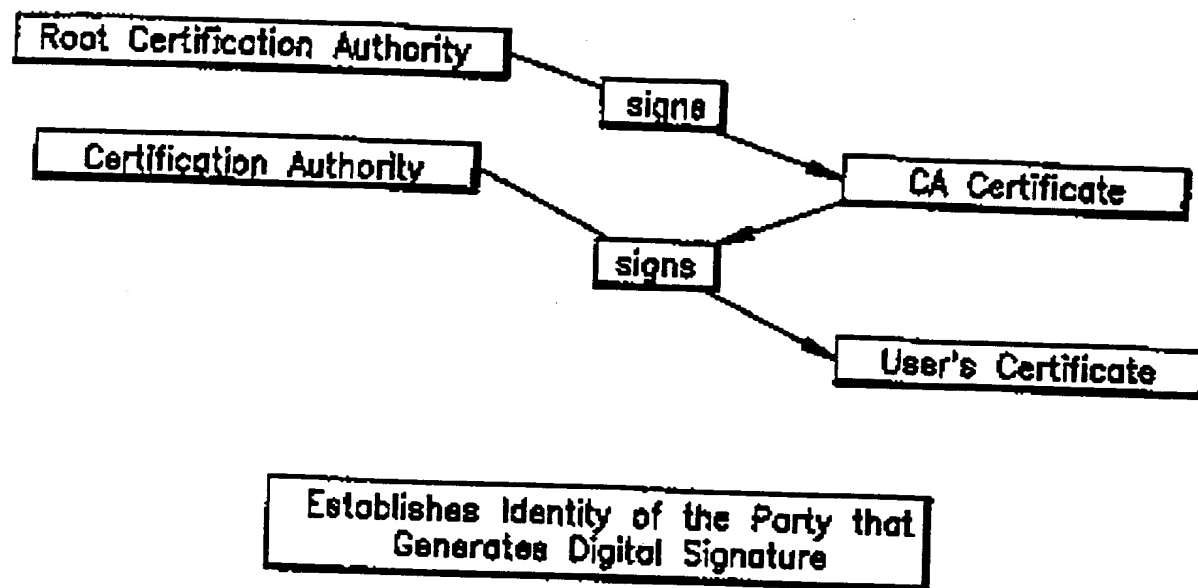 Root Certification Authority
signs
Certification Authority
CA Certificate
signs
User's Certificate
Establishes Identity of the Party that
Generates Digital Signature